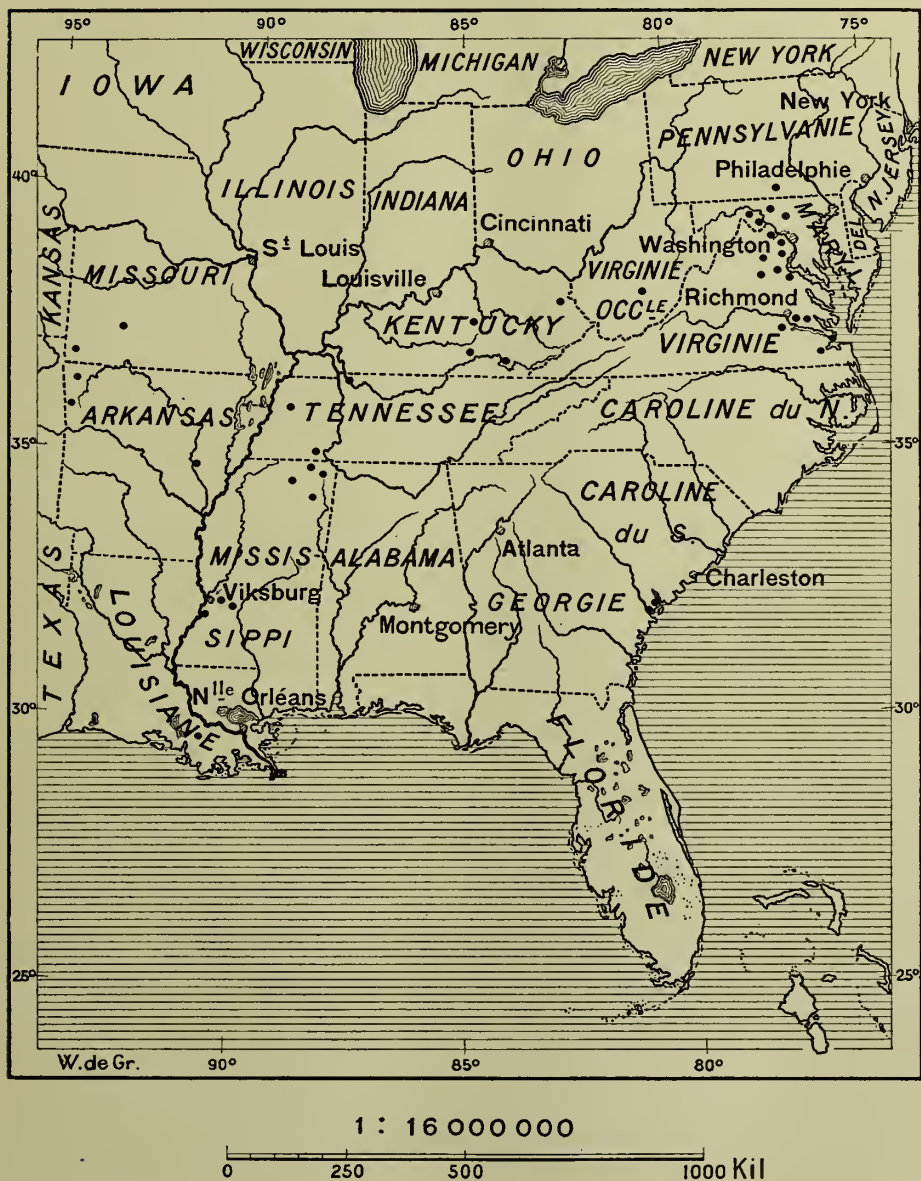 95° 90° 85° 80° 75°
WISCONSIN MICHIGAN NEW YORK
IOWA
New York
PENNSYLVANIE
OHIO
Philadelphie
N JERSEY
40°
ILLINOIS INDIANA
Cincinnati
MARYL
DEL
KANSAS
St Louis
Washington
MISSOURI
Louisville
VIRGINIE
OCCLE
Richmond
KENTUCKY
VIRGINIE
ARKANSAS TENNESSEE CAROLINE du N.
35° 35°
CAROLINE
du S
MISSIS ALABAMA
Atlanta
TEXAS
Viksburg
Charleston
LOUISIANE
SIPPI
Montgomery
GEORGIE
Nlle Orléans
30° 30°
FLORIDE
25° 25°
W. de Gr.
90° 85° 80°
1 : 16 000 000
0 250 500 1000 Kil